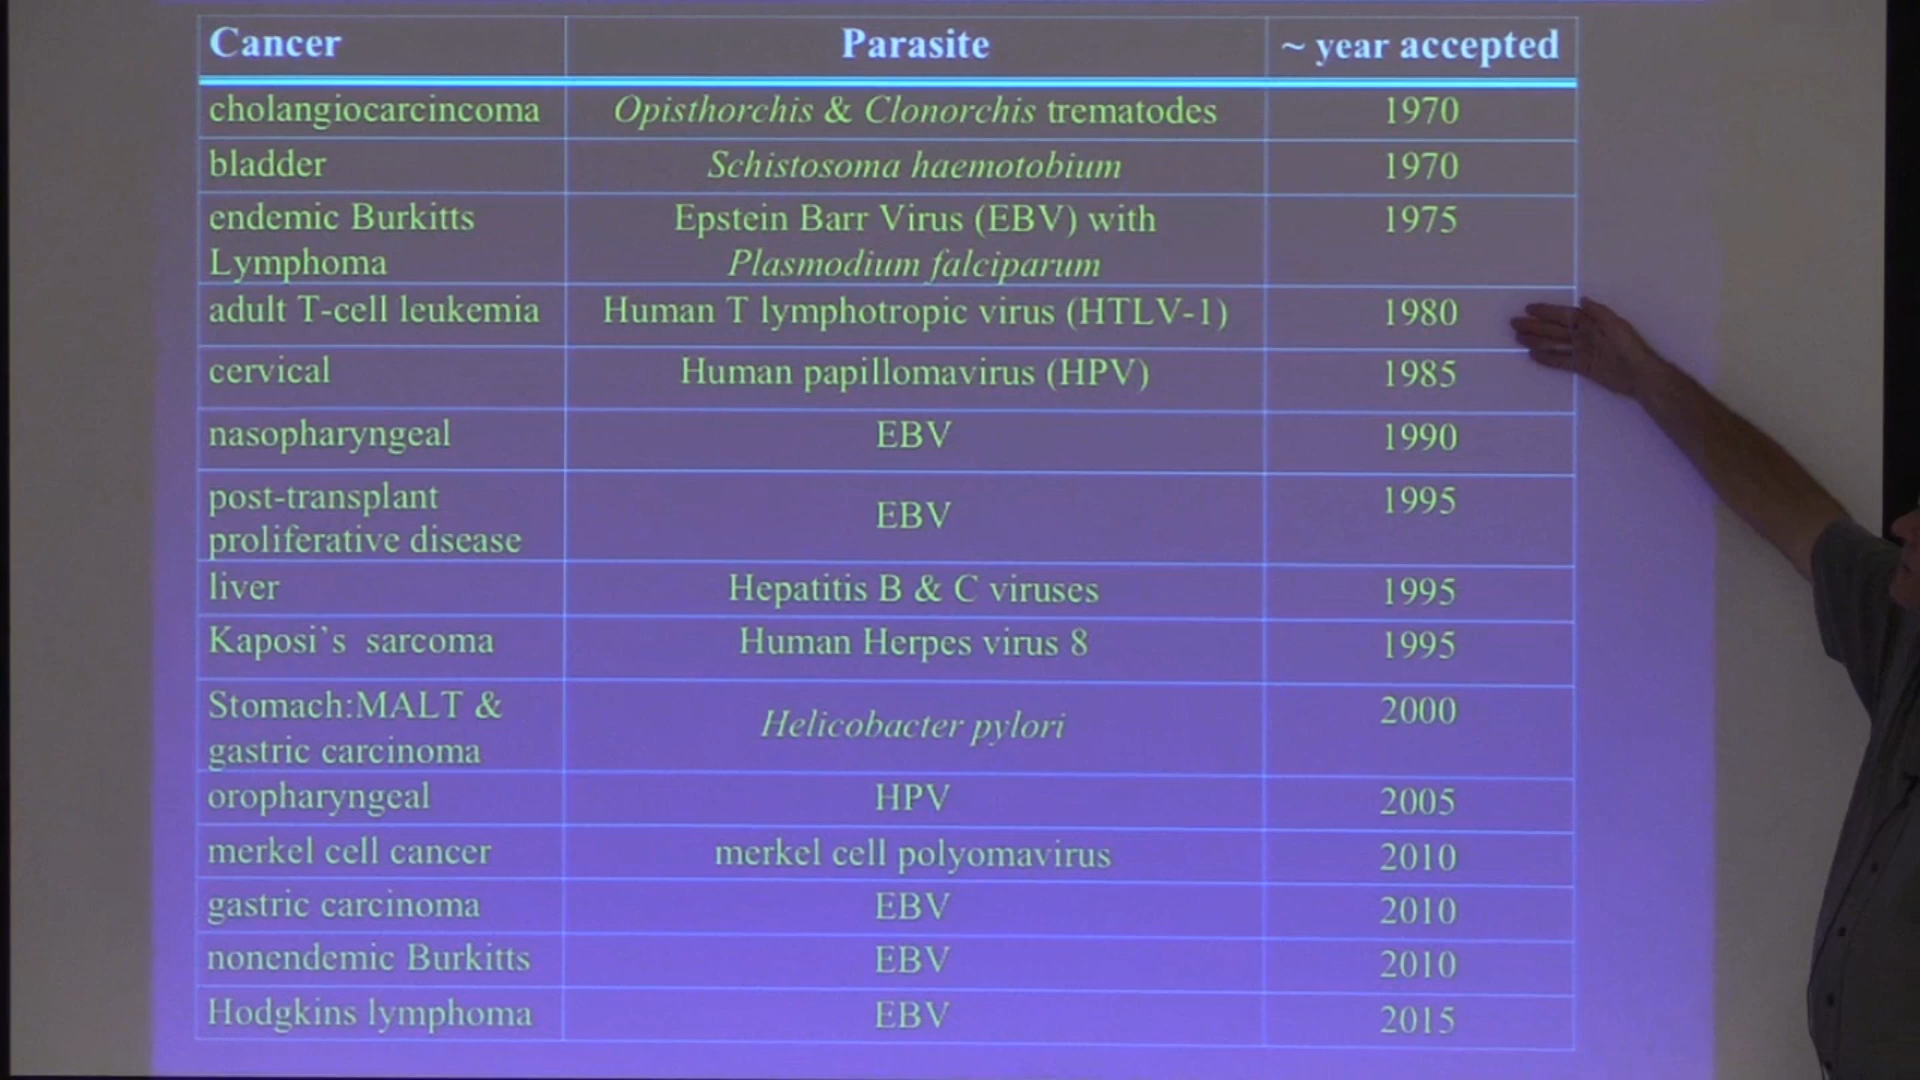 Cancer Parasite ~ year accepted
cholangiocarcincoma Opisthorchis & Clonorchis trematodes 1970
bladder Schistosoma haemotobium 1970
endemic Burkitts Epstein Barr Virus (EBV) with 1975
Lymphoma Plasmodium falciparum
adult T-cell leukemia Human T lymphotropic virus (HTLV-1) 1980
cervical Human papillomavirus (HPV) 1985
nasopharyngeal EBV 1990
post-transplant EBV 1995
proliferative disease
liver Hepatitis B & C viruses 1995
Kaposi`s sarcoma Human Herpes virus 8 1995
Stomach:MALT & Helicobacter pylori 2000
gastric carcinoma
oropharyngeal HPV 2005
merkel cell cancer merkel cell polyomavirus 2010
gastric carcinoma EBV 2010
nonendemic Burkitts EBV 2010
Hodgkins lymphoma EBV 2015